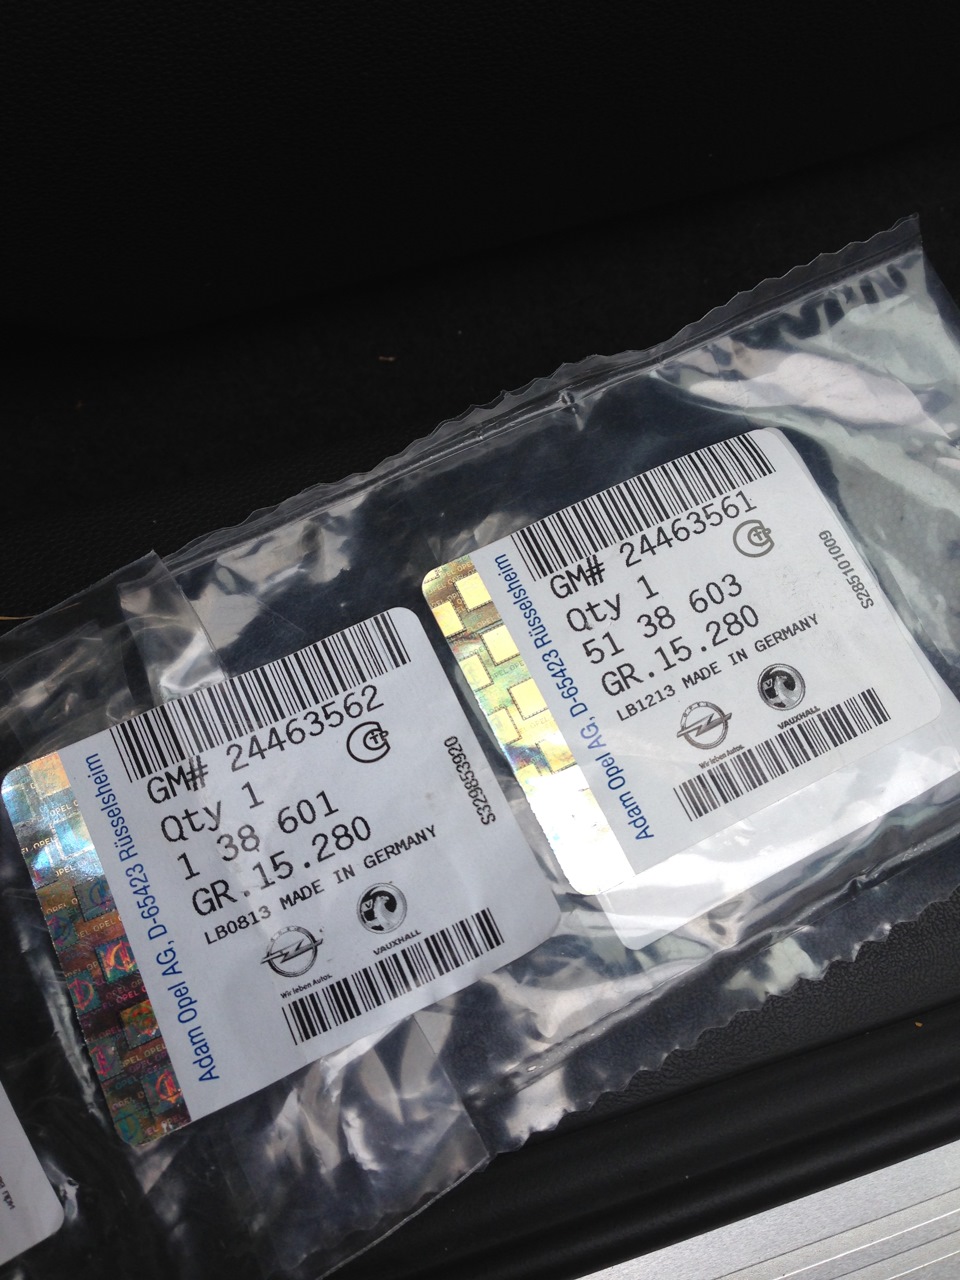 GM# 24463562
Qty 1
1 38 601
GR.15.280
LB0813 MADE IN GERMANY
Wir leben Autos.
VAUXHALL
S329853920
Adam Opel AG, D-65423 Rüsselsheim
GM# 24463561
Qty 1
51 38 603
GR.15.280
LB1213 MADE IN GERMANY
Wir leben Autos.
VAUXHALL
S285101009
Adam Opel AG, D-65423 Rüsselsheim